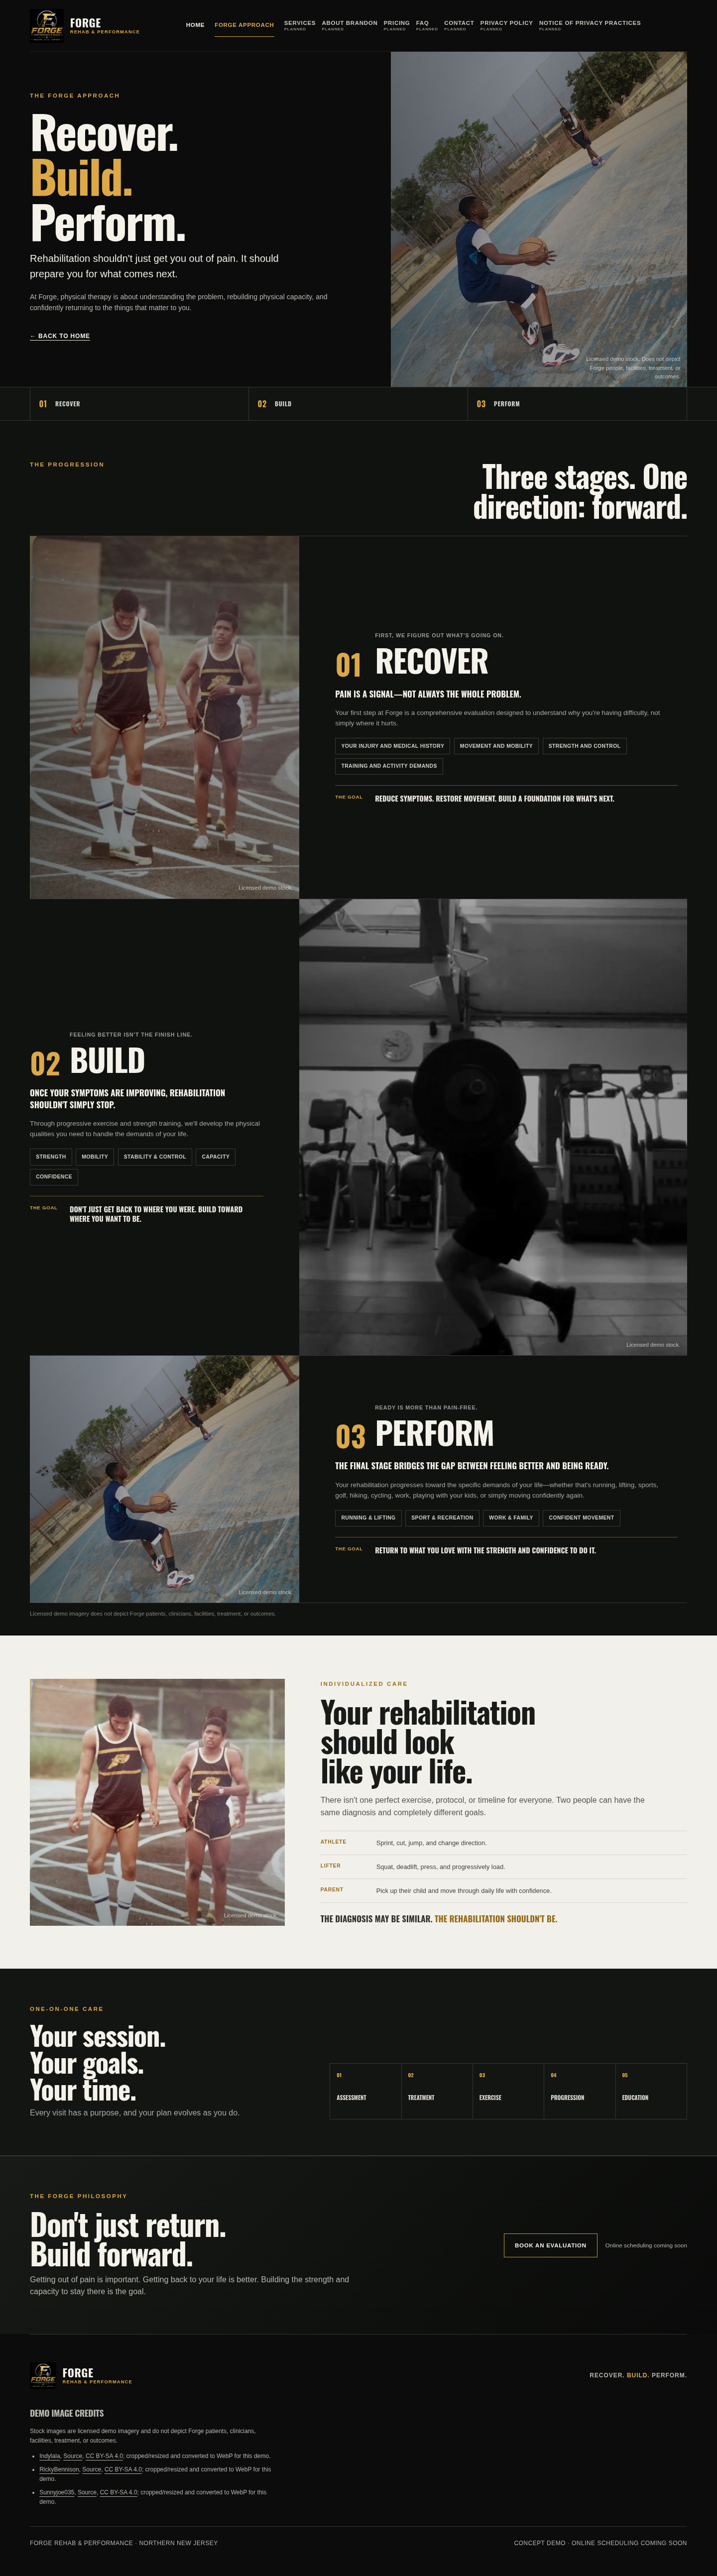 FORGE
REHAB & PERFORMANCE
HOME
FORGE APPROACH
SERVICES
PLANNED
ABOUT BRANDON
PLANNED
PRICING
PLANNED
FAQ
PLANNED
CONTACT
PLANNED
PRIVACY POLICY
PLANNED
NOTICE OF PRIVACY PRACTICES
PLANNED
THE FORGE APPROACH
Recover.
Build.
Perform.
Rehabilitation shouldn't just get you out of pain. It should
prepare you for what comes next.
At Forge, physical therapy is about understanding the problem, rebuilding physical capacity, and
confidently returning to the things that matter to you.
← BACK TO HOME
Licensed demo stock. Does not depict
Forge people, facilities, treatment, or
outcomes.
01 RECOVER
02 BUILD
03 PERFORM
THE PROGRESSION
Three stages. One
direction: forward.
Licensed demo stock.
FIRST, WE FIGURE OUT WHAT'S GOING ON.
01 RECOVER
PAIN IS A SIGNAL—NOT ALWAYS THE WHOLE PROBLEM.
Your first step at Forge is a comprehensive evaluation designed to understand why you're having difficulty, not
simply where it hurts.
YOUR INJURY AND MEDICAL HISTORY
MOVEMENT AND MOBILITY
STRENGTH AND CONTROL
TRAINING AND ACTIVITY DEMANDS
THE GOAL
REDUCE SYMPTOMS. RESTORE MOVEMENT. BUILD A FOUNDATION FOR WHAT'S NEXT.
FEELING BETTER ISN'T THE FINISH LINE.
02 BUILD
ONCE YOUR SYMPTOMS ARE IMPROVING, REHABILITATION
SHOULDN'T SIMPLY STOP.
Through progressive exercise and strength training, we'll develop the physical
qualities you need to handle the demands of your life.
STRENGTH
MOBILITY
STABILITY & CONTROL
CAPACITY
CONFIDENCE
THE GOAL
DON'T JUST GET BACK TO WHERE YOU WERE. BUILD TOWARD
WHERE YOU WANT TO BE.
Licensed demo stock.
Licensed demo stock.
READY IS MORE THAN PAIN-FREE.
03 PERFORM
THE FINAL STAGE BRIDGES THE GAP BETWEEN FEELING BETTER AND BEING READY.
Your rehabilitation progresses toward the specific demands of your life—whether that's running, lifting, sports,
golf, hiking, cycling, work, playing with your kids, or simply moving confidently again.
RUNNING & LIFTING
SPORT & RECREATION
WORK & FAMILY
CONFIDENT MOVEMENT
THE GOAL
RETURN TO WHAT YOU LOVE WITH THE STRENGTH AND CONFIDENCE TO DO IT.
Licensed demo imagery does not depict Forge patients, clinicians, facilities, treatment, or outcomes.
Licensed demo stock.
INDIVIDUALIZED CARE
Your rehabilitation
should look
like your life.
There isn't one perfect exercise, protocol, or timeline for everyone. Two people can have the
same diagnosis and completely different goals.
ATHLETE
Sprint, cut, jump, and change direction.
LIFTER
Squat, deadlift, press, and progressively load.
PARENT
Pick up their child and move through daily life with confidence.
THE DIAGNOSIS MAY BE SIMILAR. THE REHABILITATION SHOULDN'T BE.
ONE-ON-ONE CARE
Your session.
Your goals.
Your time.
Every visit has a purpose, and your plan evolves as you do.
01
ASSESSMENT
02
TREATMENT
03
EXERCISE
04
PROGRESSION
05
EDUCATION
THE FORGE PHILOSOPHY
Don't just return.
Build forward.
Getting out of pain is important. Getting back to your life is better. Building the strength and
capacity to stay there is the goal.
BOOK AN EVALUATION
Online scheduling coming soon
FORGE
REHAB & PERFORMANCE
RECOVER. BUILD. PERFORM.
DEMO IMAGE CREDITS
Stock images are licensed demo imagery and do not depict Forge patients, clinicians,
facilities, treatment, or outcomes.
• Indylala, Source, CC BY-SA 4.0; cropped/resized and converted to WebP for this demo.
• RickyBennison, Source, CC BY-SA 4.0; cropped/resized and converted to WebP for this
demo.
• Sunnyjoe035, Source, CC BY-SA 4.0; cropped/resized and converted to WebP for this
demo.
FORGE REHAB & PERFORMANCE · NORTHERN NEW JERSEY
CONCEPT DEMO · ONLINE SCHEDULING COMING SOON